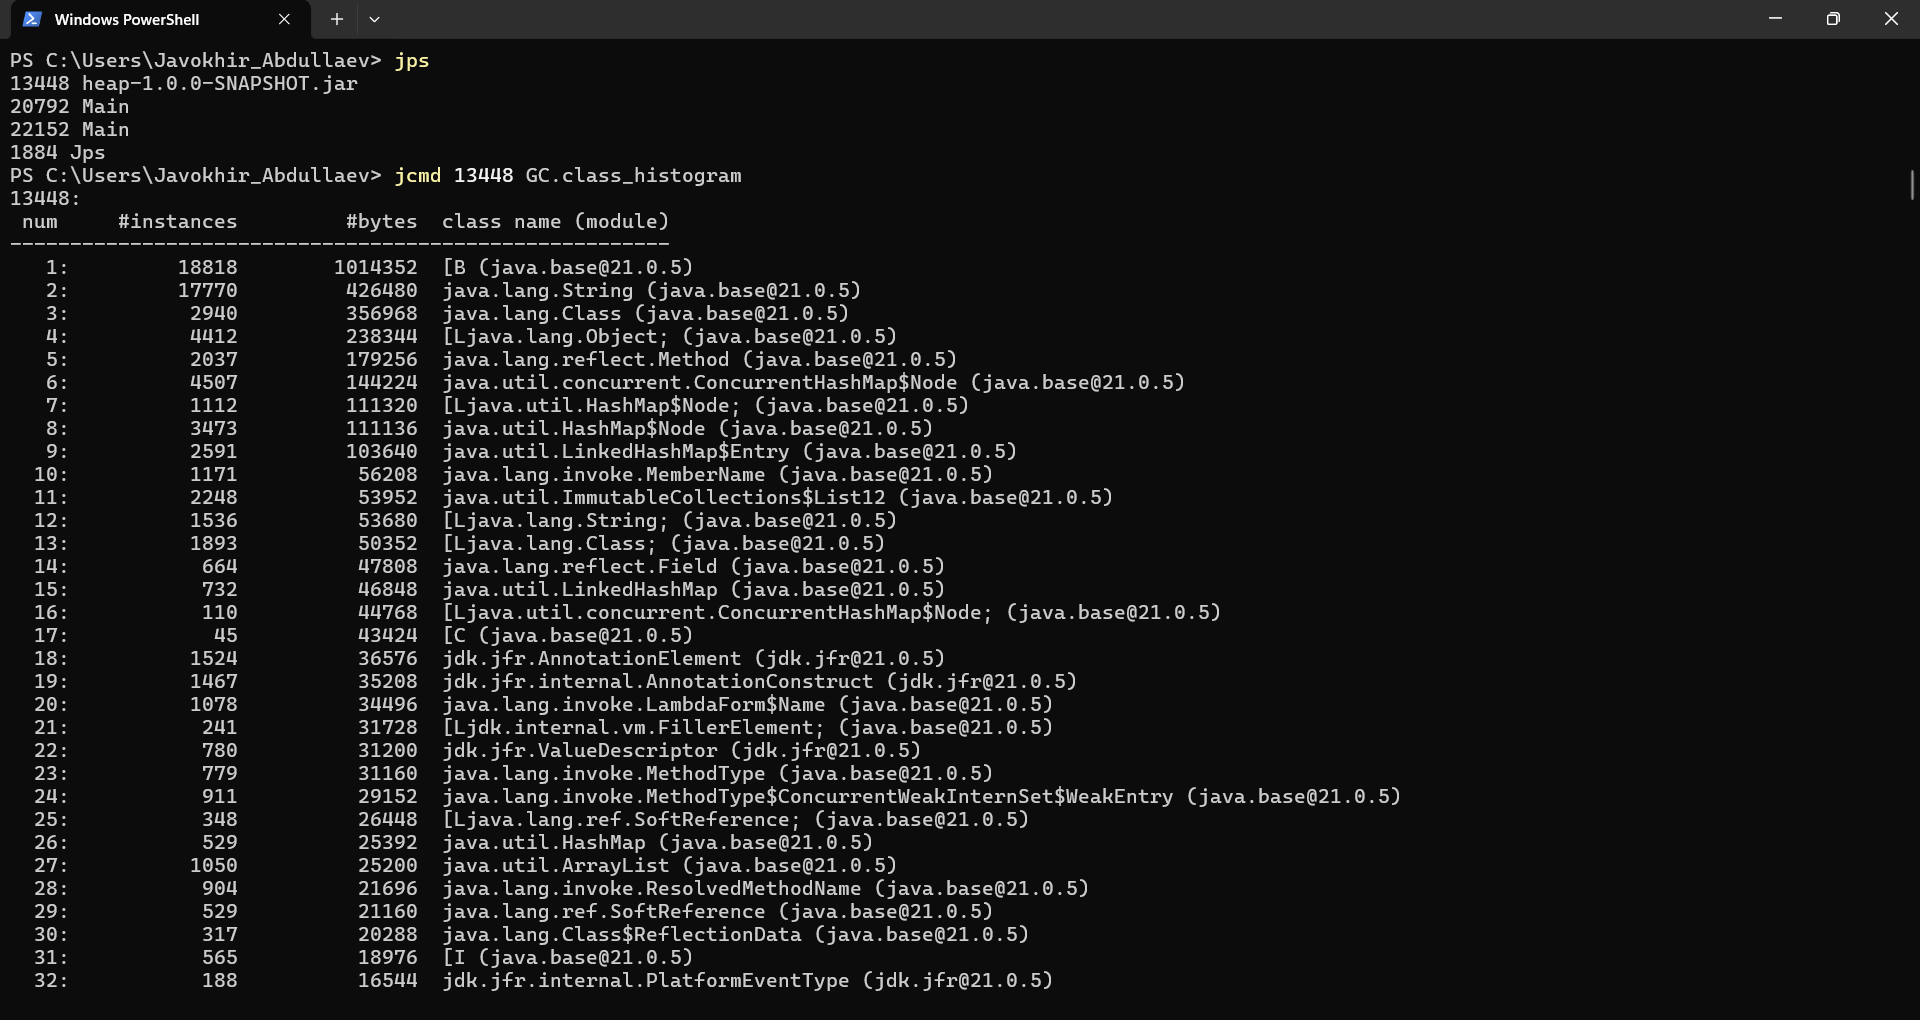 Windows PowerShell
PS C:\Users\Javokhir_Abdullaev> jps
13448 heap-1.0.0-SNAPSHOT.jar
20792 Main
22152 Main
1884 Jps
PS C:\Users\Javokhir_Abdullaev> jcmd 13448 GC.class_histogram
13448:
 num     #instances         #bytes  class name (module)
-------------------------------------------------------
   1:         18818        1014352  [B (java.base@21.0.5)
   2:         17770         426480  java.lang.String (java.base@21.0.5)
   3:          2940         356968  java.lang.Class (java.base@21.0.5)
   4:          4412         238344  [Ljava.lang.Object; (java.base@21.0.5)
   5:          2037         179256  java.lang.reflect.Method (java.base@21.0.5)
   6:          4507         144224  java.util.concurrent.ConcurrentHashMap$Node (java.base@21.0.5)
   7:          1112         111320  [Ljava.util.HashMap$Node; (java.base@21.0.5)
   8:          3473         111136  java.util.HashMap$Node (java.base@21.0.5)
   9:          2591         103640  java.util.LinkedHashMap$Entry (java.base@21.0.5)
  10:          1171          56208  java.lang.invoke.MemberName (java.base@21.0.5)
  11:          2248          53952  java.util.ImmutableCollections$List12 (java.base@21.0.5)
  12:          1536          53680  [Ljava.lang.String; (java.base@21.0.5)
  13:          1893          50352  [Ljava.lang.Class; (java.base@21.0.5)
  14:           664          47808  java.lang.reflect.Field (java.base@21.0.5)
  15:           732          46848  java.util.LinkedHashMap (java.base@21.0.5)
  16:           110          44768  [Ljava.util.concurrent.ConcurrentHashMap$Node; (java.base@21.0.5)
  17:            45          43424  [C (java.base@21.0.5)
  18:          1524          36576  jdk.jfr.AnnotationElement (jdk.jfr@21.0.5)
  19:          1467          35208  jdk.jfr.internal.AnnotationConstruct (jdk.jfr@21.0.5)
  20:          1078          34496  java.lang.invoke.LambdaForm$Name (java.base@21.0.5)
  21:           241          31728  [Ljdk.internal.vm.FillerElement; (java.base@21.0.5)
  22:           780          31200  jdk.jfr.ValueDescriptor (jdk.jfr@21.0.5)
  23:           779          31160  java.lang.invoke.MethodType (java.base@21.0.5)
  24:           911          29152  java.lang.invoke.MethodType$ConcurrentWeakInternSet$WeakEntry (java.base@21.0.5)
  25:           348          26448  [Ljava.lang.ref.SoftReference; (java.base@21.0.5)
  26:           529          25392  java.util.HashMap (java.base@21.0.5)
  27:          1050          25200  java.util.ArrayList (java.base@21.0.5)
  28:           904          21696  java.lang.invoke.ResolvedMethodName (java.base@21.0.5)
  29:           529          21160  java.lang.ref.SoftReference (java.base@21.0.5)
  30:           317          20288  java.lang.Class$ReflectionData (java.base@21.0.5)
  31:           565          18976  [I (java.base@21.0.5)
  32:           188          16544  jdk.jfr.internal.PlatformEventType (jdk.jfr@21.0.5)